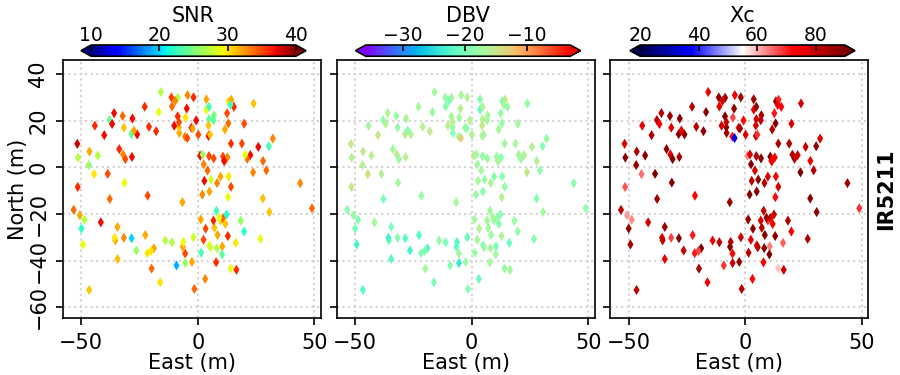 SNR DBV Xc
10 20 30 40 −30 −20 −10 20 40 60 80
40
20
0
−20
−40
−60
North (m)
IR5211
−50 0 50 −50 0 50 −50 0 50
East (m) East (m) East (m)